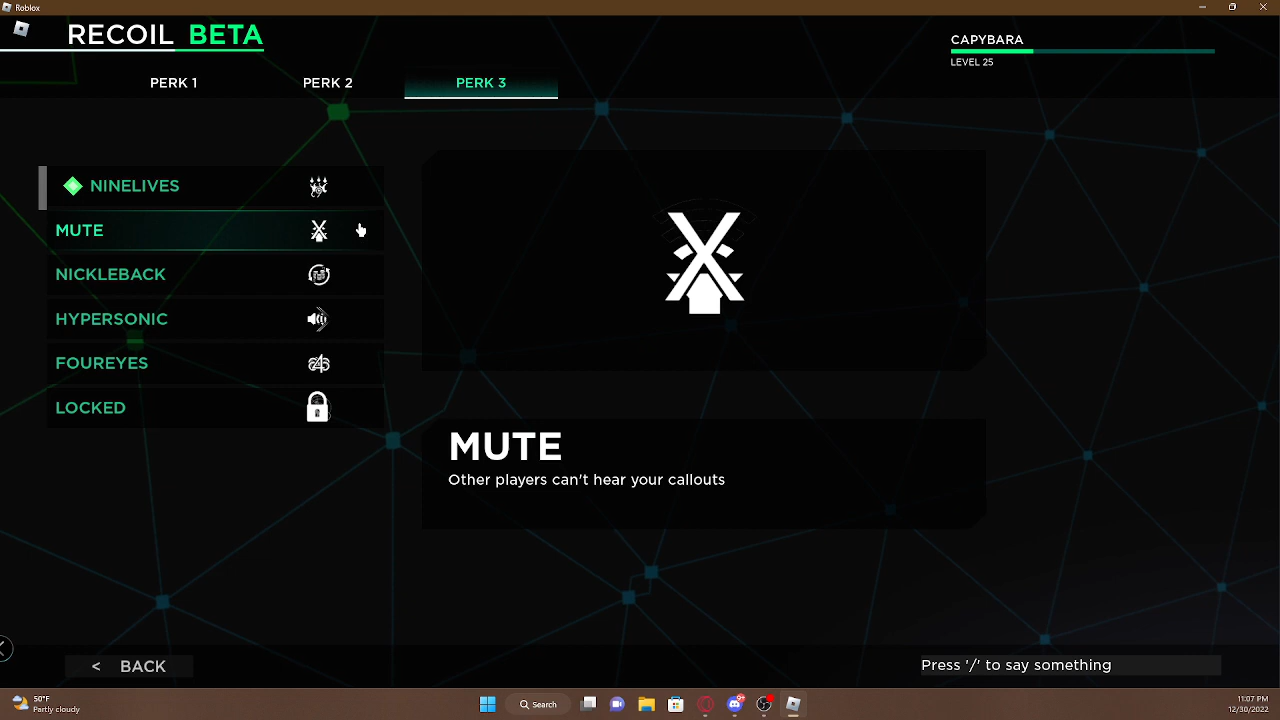 Roblox
RECOIL BETA
CAPYBARA
LEVEL 25
PERK 1
PERK 2
PERK 3
NINELIVES
MUTE
NICKLEBACK
HYPERSONIC
FOUREYES
LOCKED
MUTE
Other players can't hear your callouts
< BACK
Press '/' to say something
50°F
Partly cloudy
Search
11:07 PM
12/30/2022